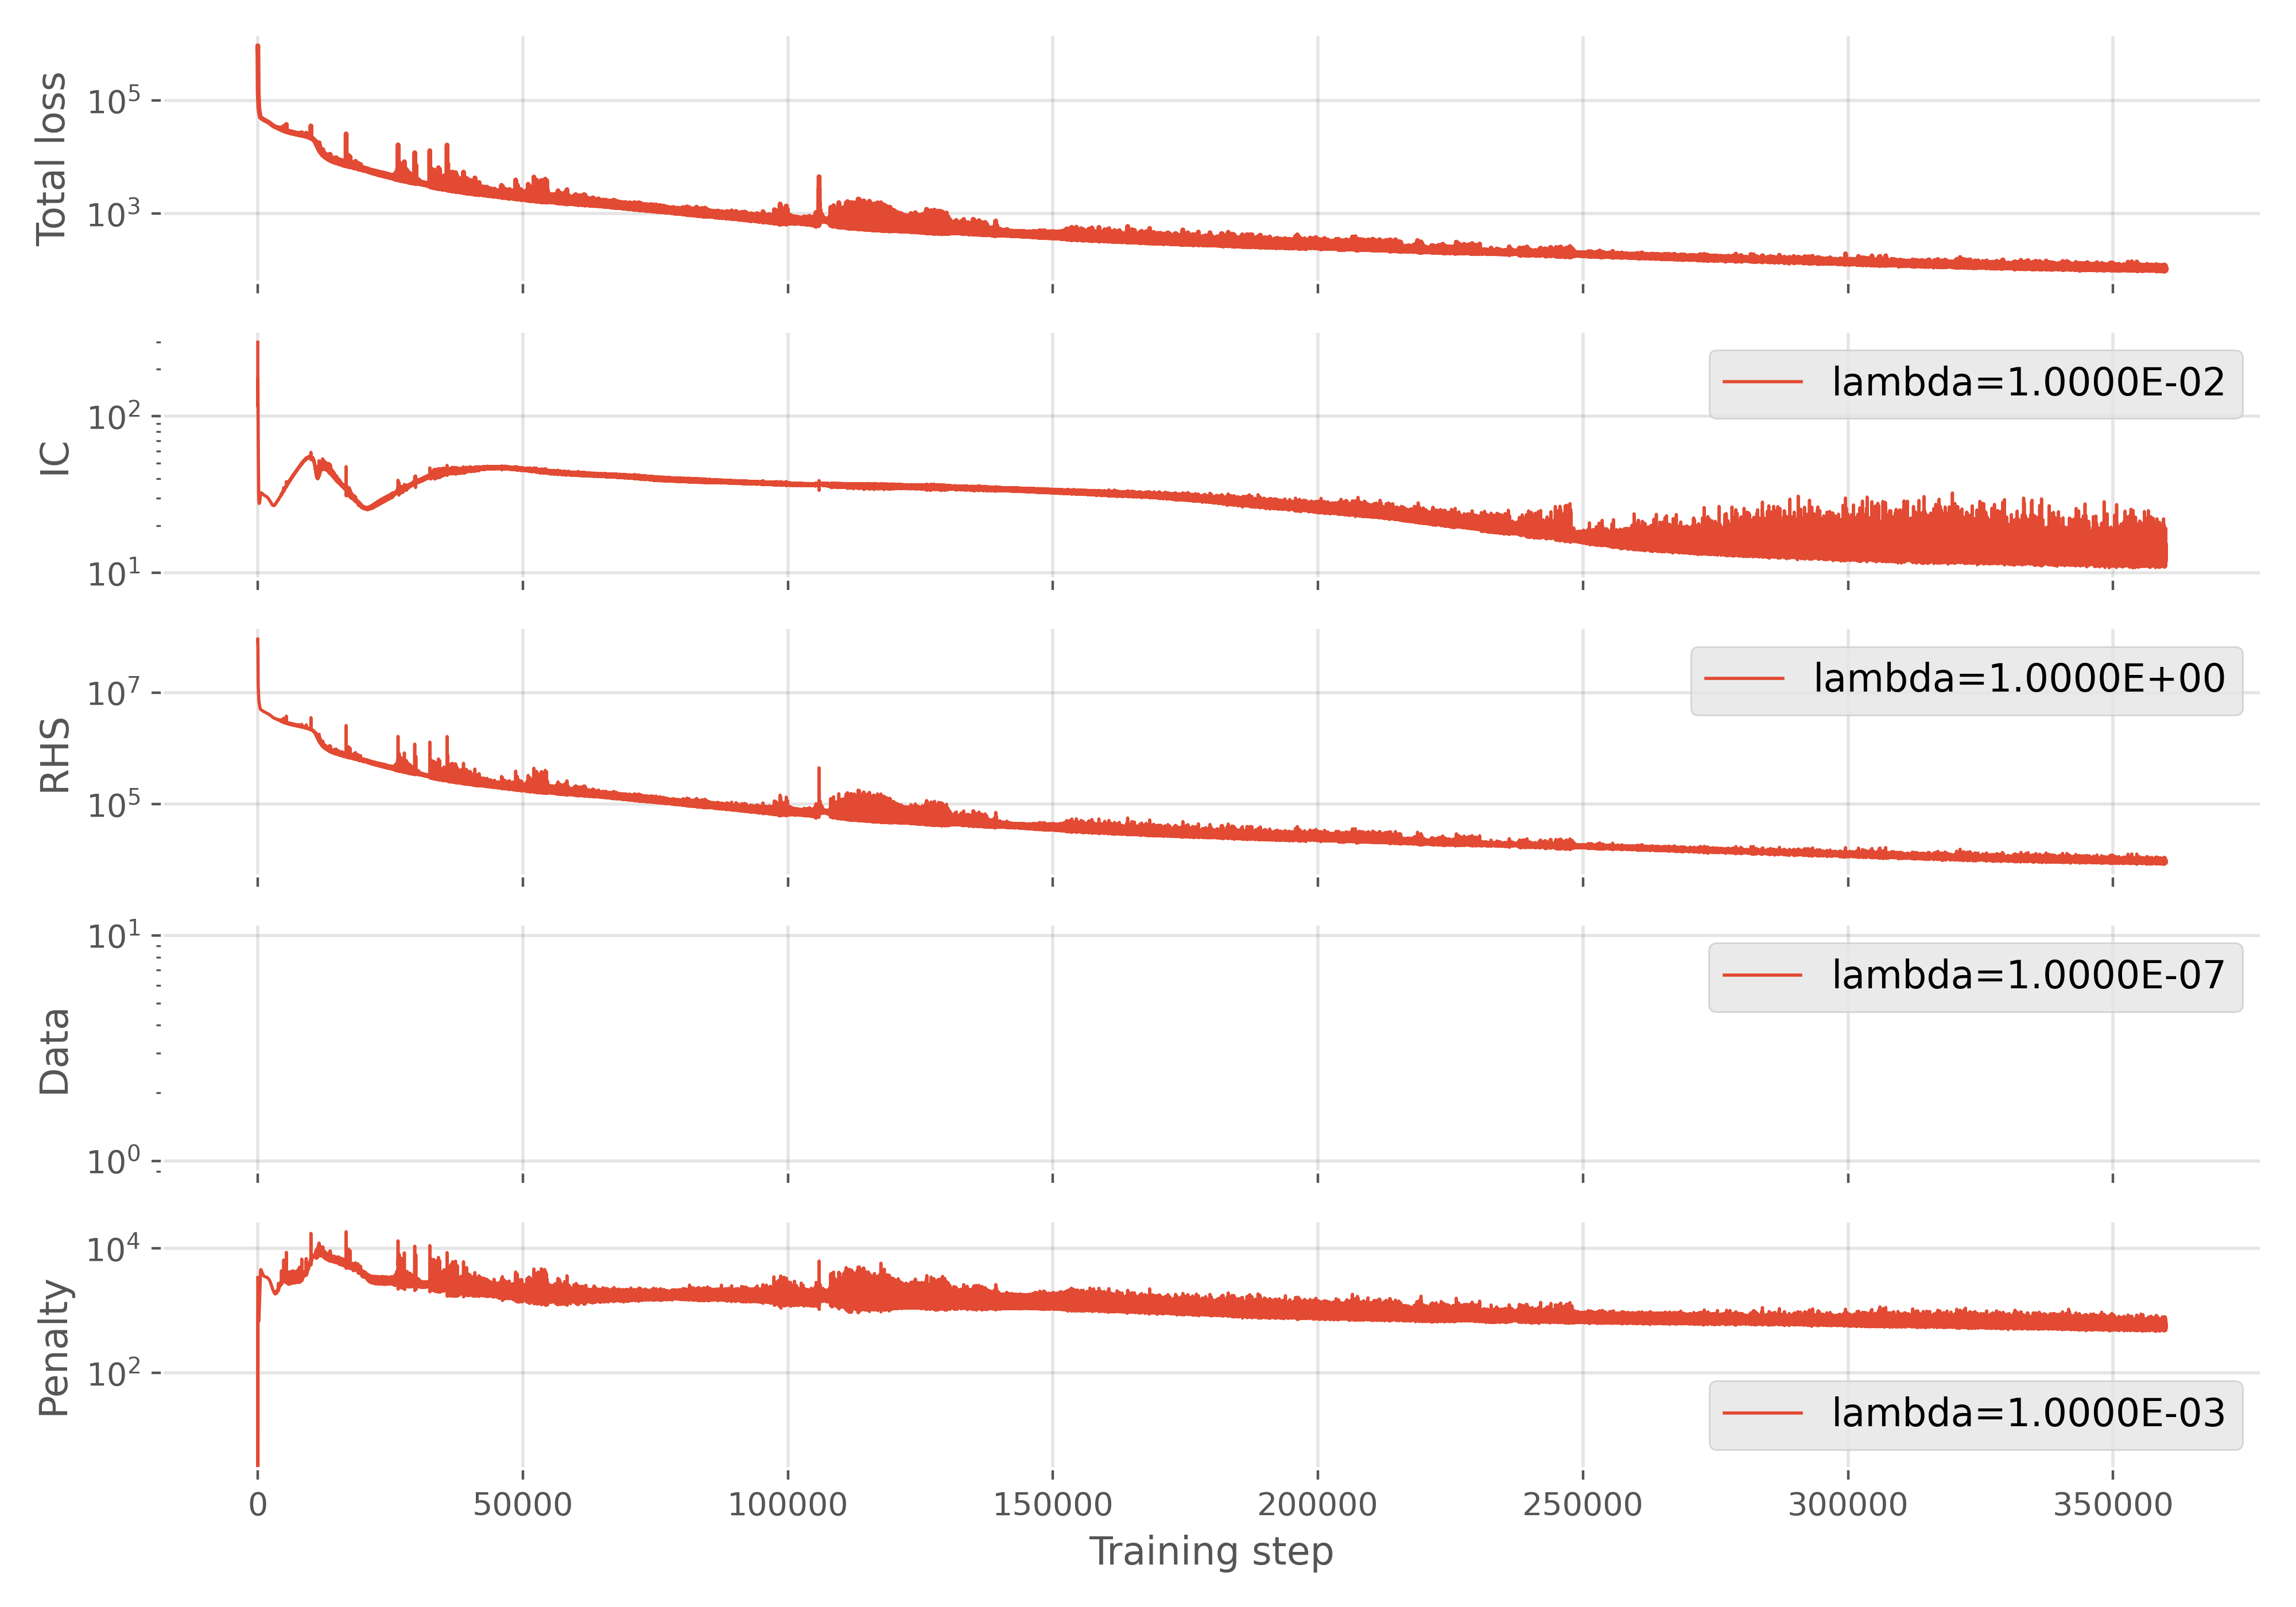 Total loss
10^5
10^3
IC
10^2
10^1
lambda=1.0000E-02
RHS
10^7
10^5
lambda=1.0000E+00
Data
10^1
10^0
lambda=1.0000E-07
Penalty
10^4
10^2
lambda=1.0000E-03
0 50000 100000 150000 200000 250000 300000 350000
Training step